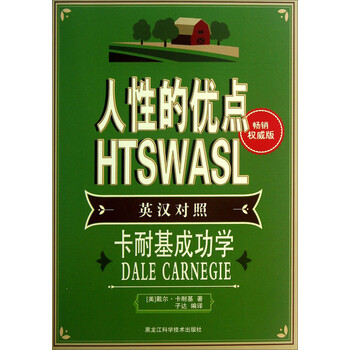 人性的优点
畅销
权威版
HTSWASL
英汉对照
卡耐基成功学
DALE CARNEGIE
[美]戴尔·卡耐基 著
子达 编译
黑龙江科学技术出版社